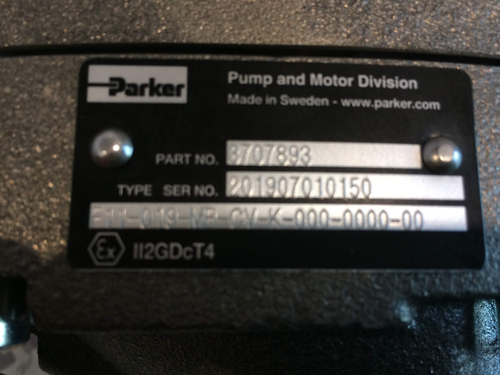 Parker
Pump and Motor Division
Made in Sweden - www.parker.com
PART NO. 3707893
TYPE SER NO. 201907010150
F11-019-MB-CV-K-000-0000-00
Ex II2GDcT4